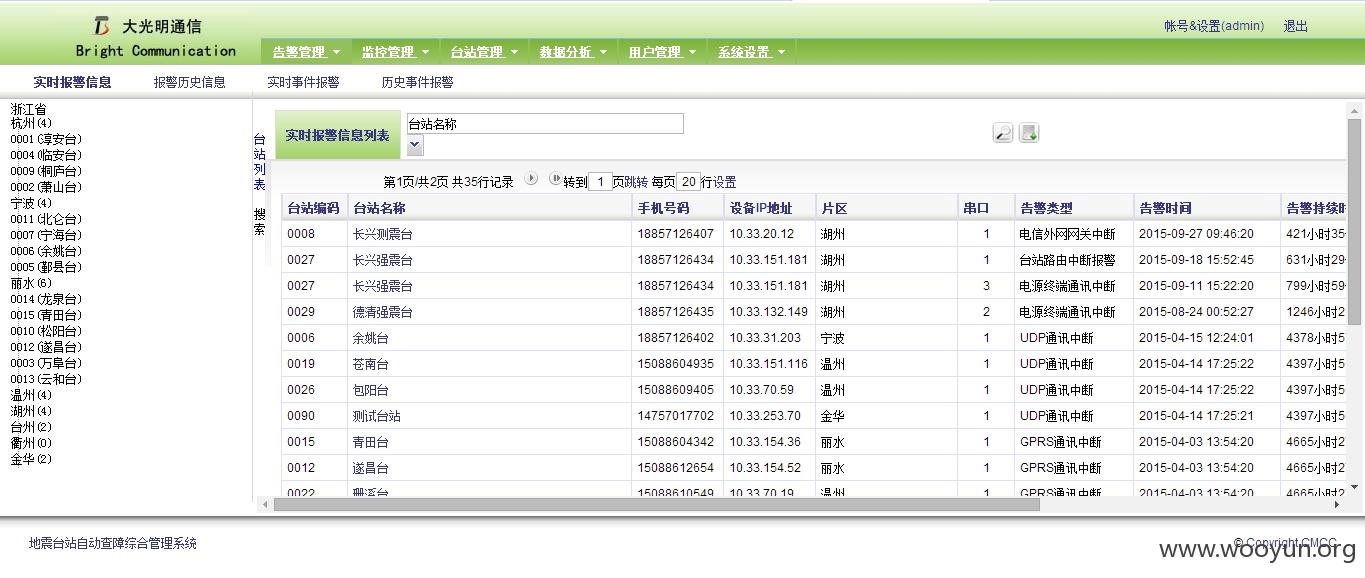 大光明通信
Bright Communication
帐号&设置(admin) 退出
告警管理 监控管理 台站管理 数据分析 用户管理 系统设置
实时报警信息 报警历史信息 实时事件报警 历史事件报警
浙江省
杭州(4)
0001(淳安台)
0004(临安台)
0009(桐庐台)
0002(萧山台)
宁波(4)
0011(北仑台)
0007(宁海台)
0006(余姚台)
0005(鄞县台)
丽水(6)
0014(龙泉台)
0015(青田台)
0010(松阳台)
0012(遂昌台)
0003(万阜台)
0013(云和台)
温州(4)
湖州(4)
台州(2)
衢州(0)
金华(2)
台站列表
搜索
实时报警信息列表
台站名称
第1页/共2页 共35行记录 转到 1 页跳转 每页 20 行设置
台站编码 台站名称 手机号码 设备IP地址 片区 串口 告警类型 告警时间 告警持续时
0008 长兴测震台 18857126407 10.33.20.12 湖州 1 电信外网网关中断 2015-09-27 09:46:20 421小时35
0027 长兴强震台 18857126434 10.33.151.181 湖州 1 台站路由中断报警 2015-09-18 15:52:45 631小时29
0027 长兴强震台 18857126434 10.33.151.181 湖州 3 电源终端通讯中断 2015-09-11 15:22:20 799小时59
0029 德清强震台 18857126435 10.33.132.149 湖州 2 电源终端通讯中断 2015-08-24 00:52:27 1246小时2
0006 余姚台 18857126402 10.33.31.203 宁波 1 UDP通讯中断 2015-04-15 12:24:01 4378小时5
0019 苍南台 15088604935 10.33.151.116 温州 1 UDP通讯中断 2015-04-14 17:25:22 4397小时5
0026 包阳台 15088609405 10.33.70.59 温州 1 UDP通讯中断 2015-04-14 17:25:22 4397小时5
0090 测试台站 14757017702 10.33.253.70 金华 1 UDP通讯中断 2015-04-14 17:25:21 4397小时5
0015 青田台 15088604342 10.33.154.36 丽水 1 GPRS通讯中断 2015-04-03 13:54:20 4665小时2
0012 遂昌台 15088612654 10.33.154.52 丽水 1 GPRS通讯中断 2015-04-03 13:54:20 4665小时2
0022 珊溪台 15088610549 10.33.70.19 温州 1 GPRS通讯中断 2015-04-03 13:54:20 4665小时2
地震台站自动查障综合管理系统
© Copyright CMCC
www.wooyun.org